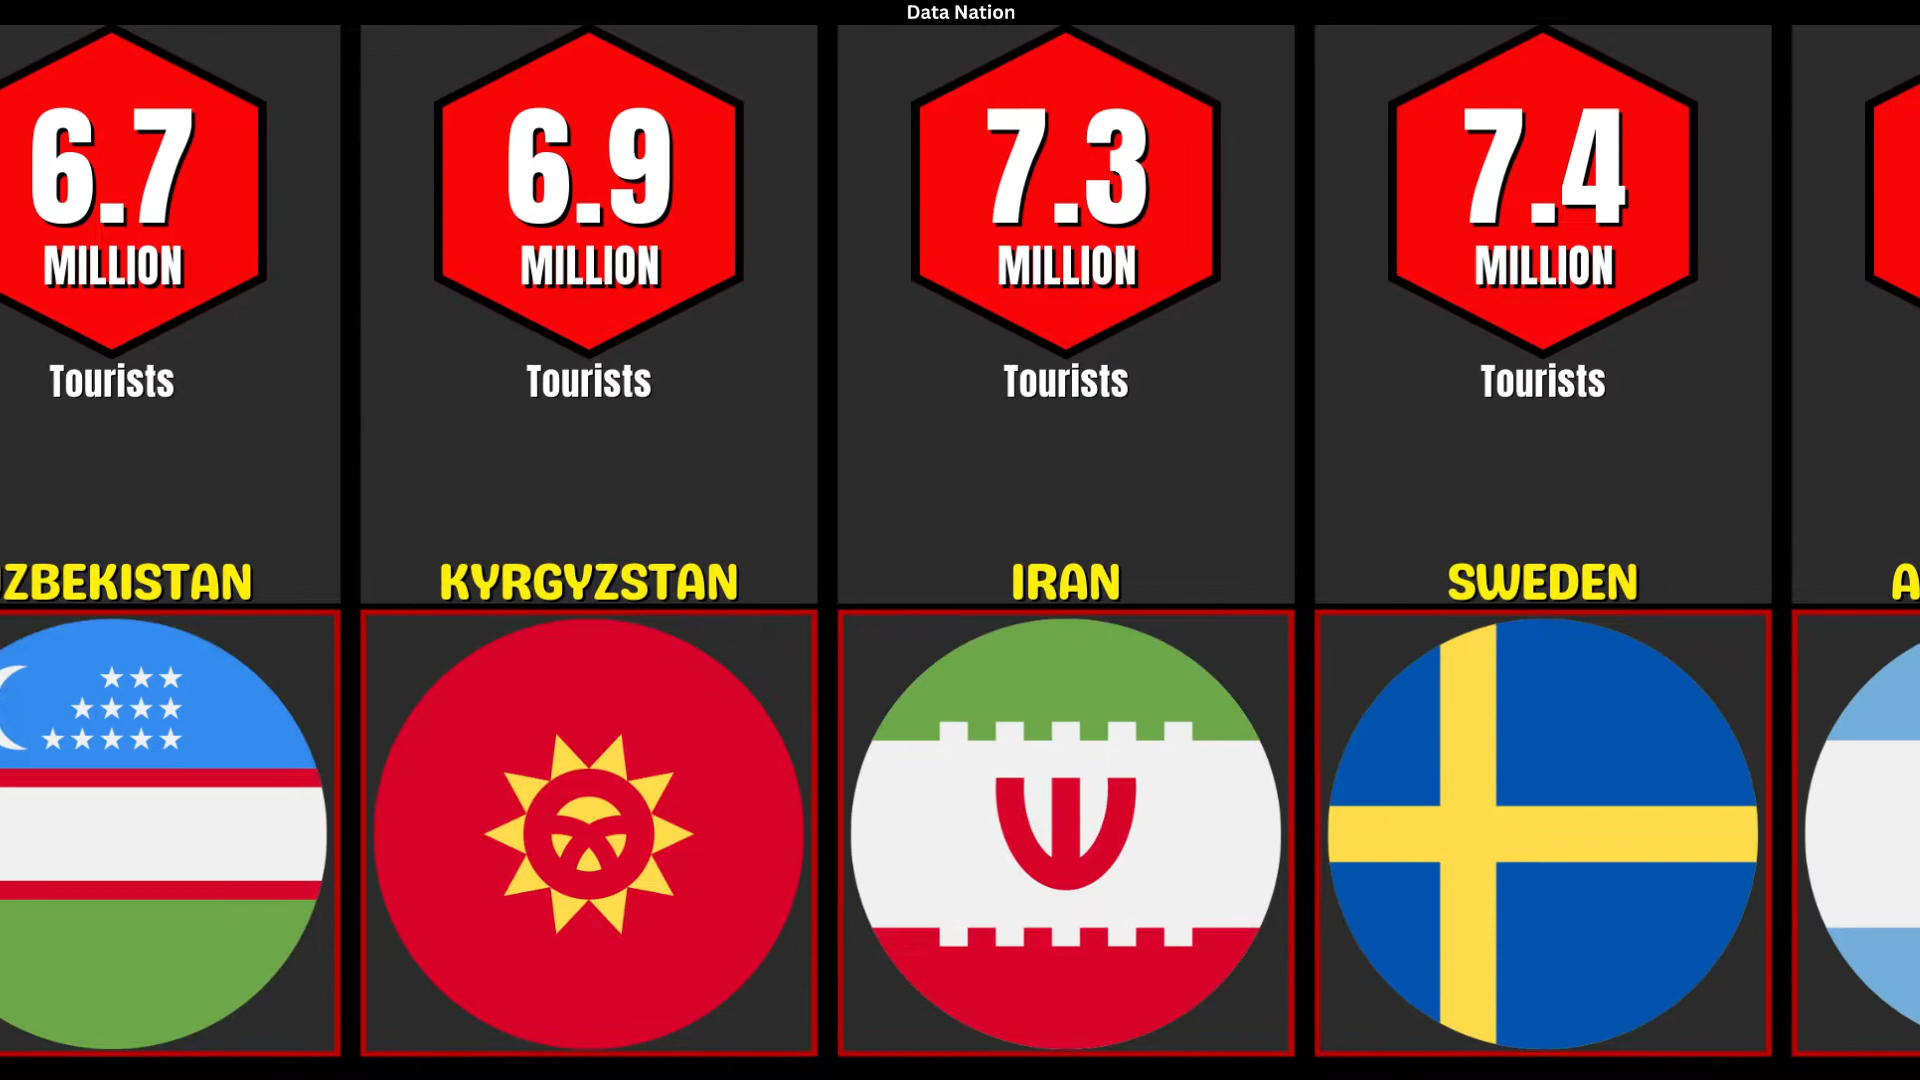 Data Nation
6.7
MILLION
Tourists
ZBEKISTAN
6.9
MILLION
Tourists
KYRGYZSTAN
7.3
MILLION
Tourists
IRAN
7.4
MILLION
Tourists
SWEDEN
A